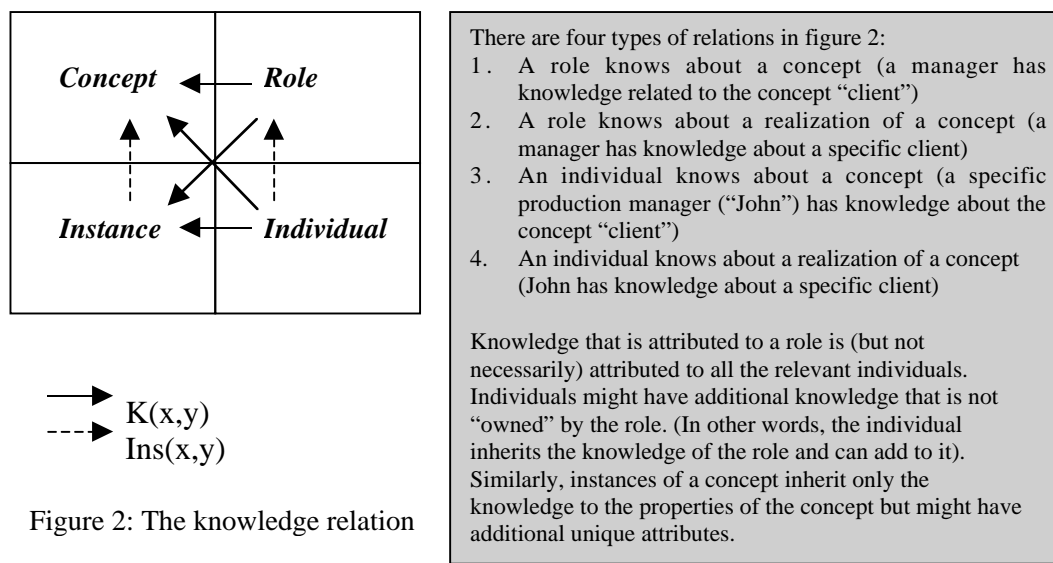 Concept Role
Instance Individual
K(x,y)
Ins(x,y)
Figure 2: The knowledge relation
There are four types of relations in figure 2:
1. A role knows about a concept (a manager has
knowledge related to the concept “client”)
2. A role knows about a realization of a concept (a
manager has knowledge about a specific client)
3. An individual knows about a concept (a specific
production manager (“John”) has knowledge about the
concept “client”)
4. An individual knows about a realization of a concept
(John has knowledge about a specific client)
Knowledge that is attributed to a role is (but not
necessarily) attributed to all the relevant individuals.
Individuals might have additional knowledge that is not
“owned” by the role. (In other words, the individual
inherits the knowledge of the role and can add to it).
Similarly, instances of a concept inherit only the
knowledge to the properties of the concept but might have
additional unique attributes.